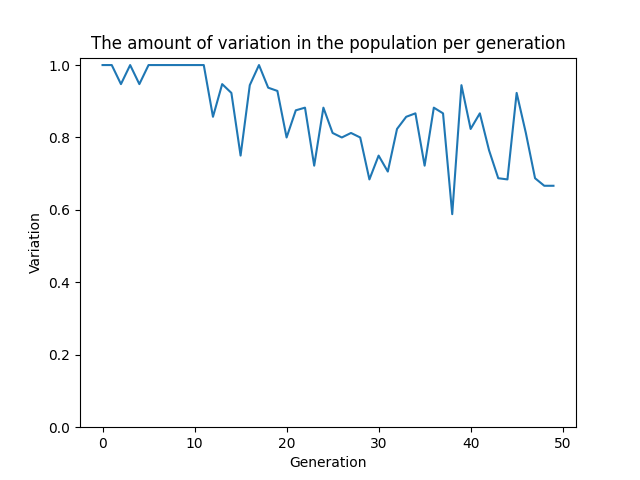 The amount of variation in the population per generation
1.0
0.8
0.6
0.4
0.2
0.0
Variation
0 10 20 30 40 50
Generation